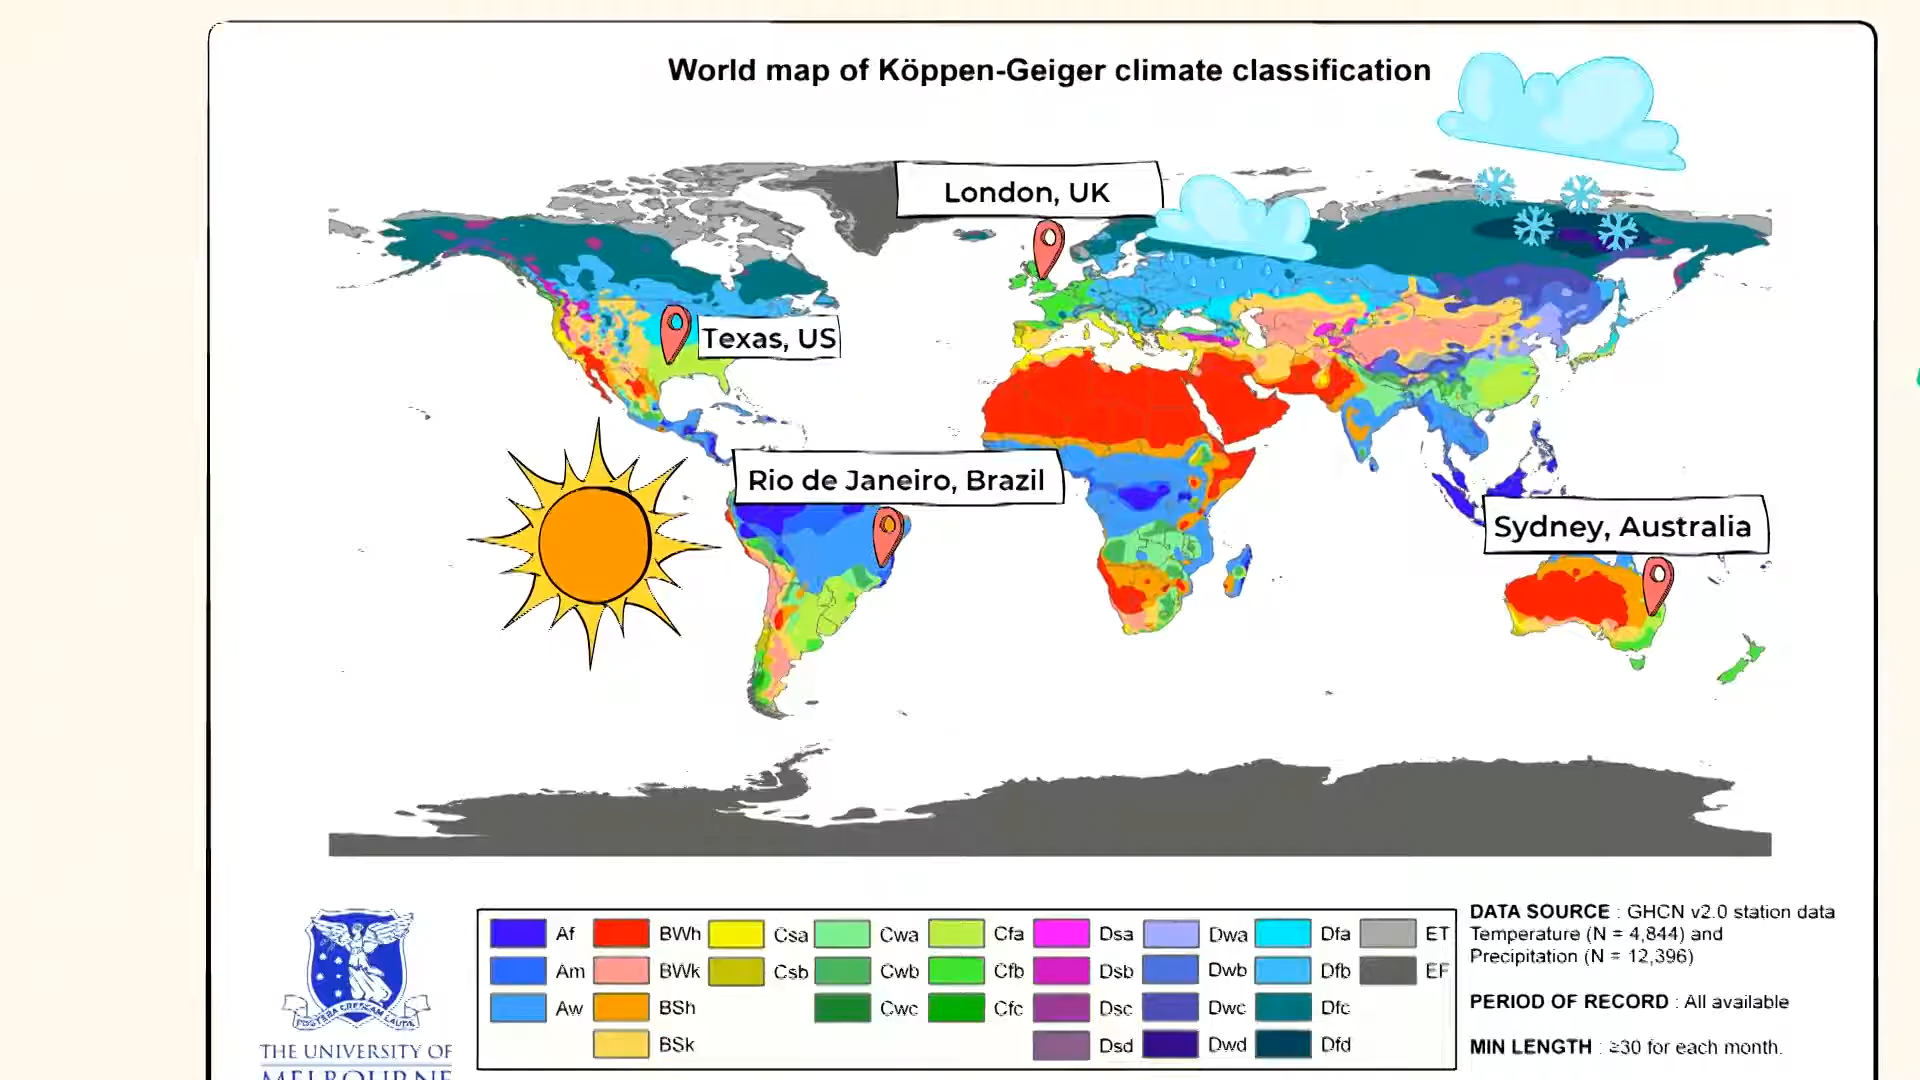 World map of Köppen-Geiger climate classification
London, UK
Texas, US
Rio de Janeiro, Brazil
Sydney, Australia
Af
Am
Aw
BWh
BWk
BSh
BSk
Csa
Csb
Cwa
Cwb
Cwc
Cfa
Cfb
Cfc
Dsa
Dsb
Dsc
Dsd
Dwa
Dwb
Dwc
Dwd
Dfa
Dfb
Dfc
Dfd
ET
EF
DATA SOURCE : GHCN v2.0 station data
Temperature (N = 4,844) and
Precipitation (N = 12,396)
PERIOD OF RECORD : All available
MIN LENGTH : ≥30 for each month.
THE UNIVERSITY OF
MELBOURNE